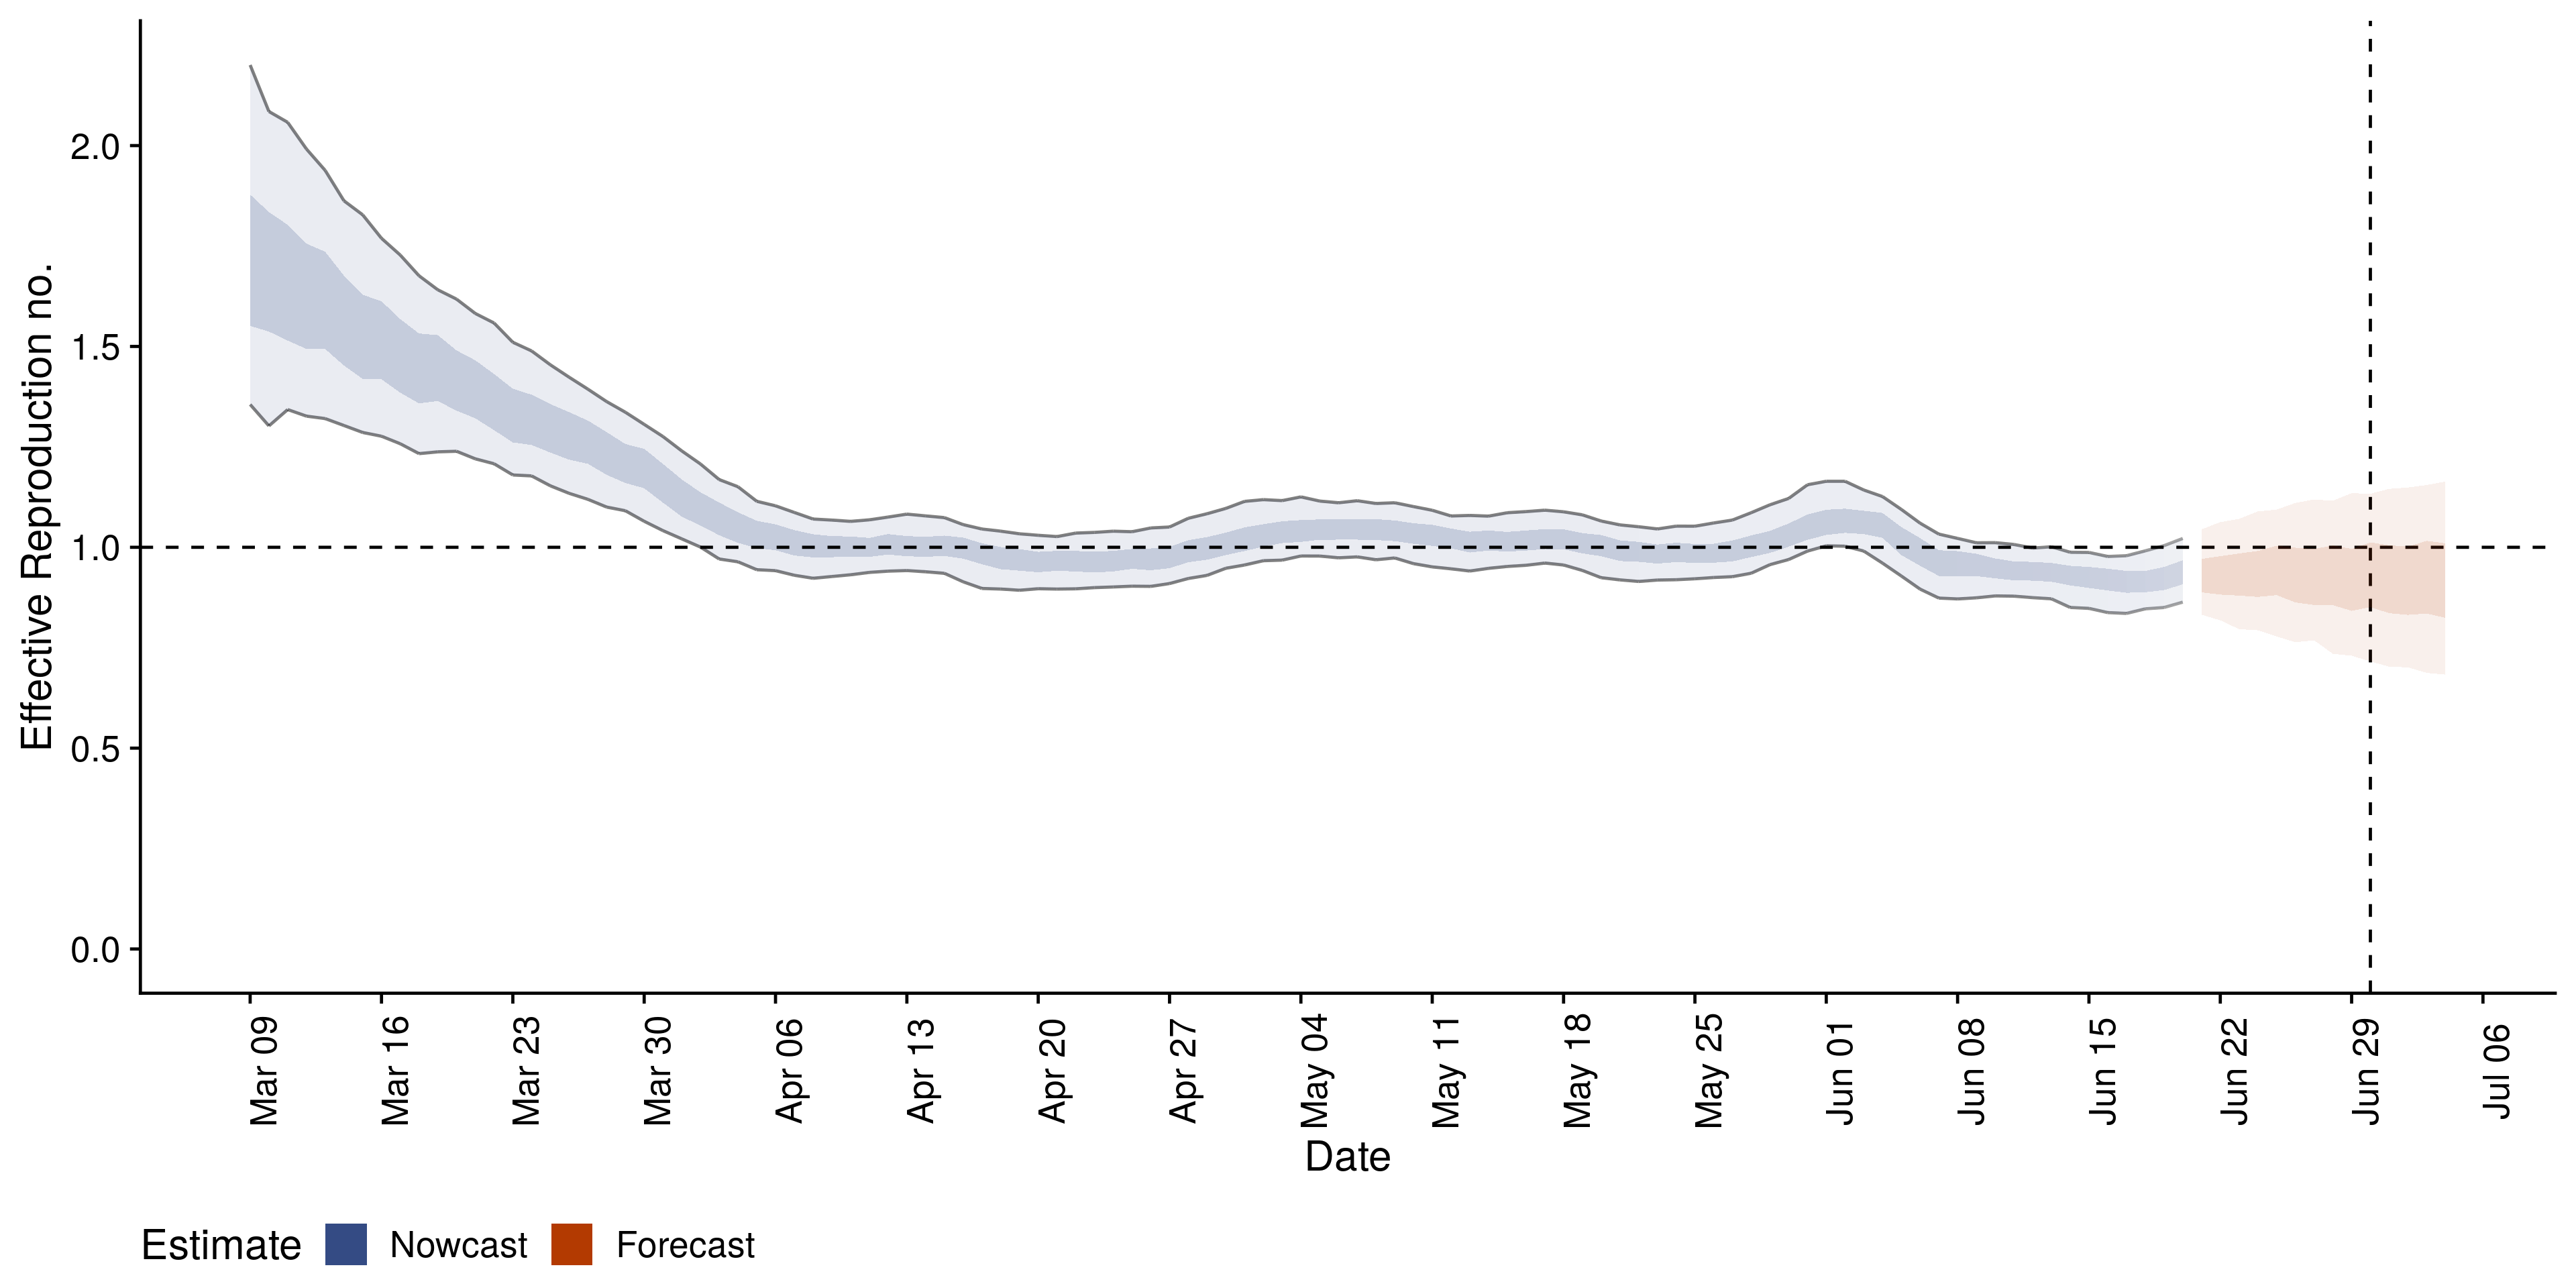 Effective Reproduction no.
2.0
1.5
1.0
0.5
0.0
Mar 09
Mar 16
Mar 23
Mar 30
Apr 06
Apr 13
Apr 20
Apr 27
May 04
May 11
May 18
May 25
Jun 01
Jun 08
Jun 15
Jun 22
Jun 29
Jul 06
Date
Estimate Nowcast Forecast